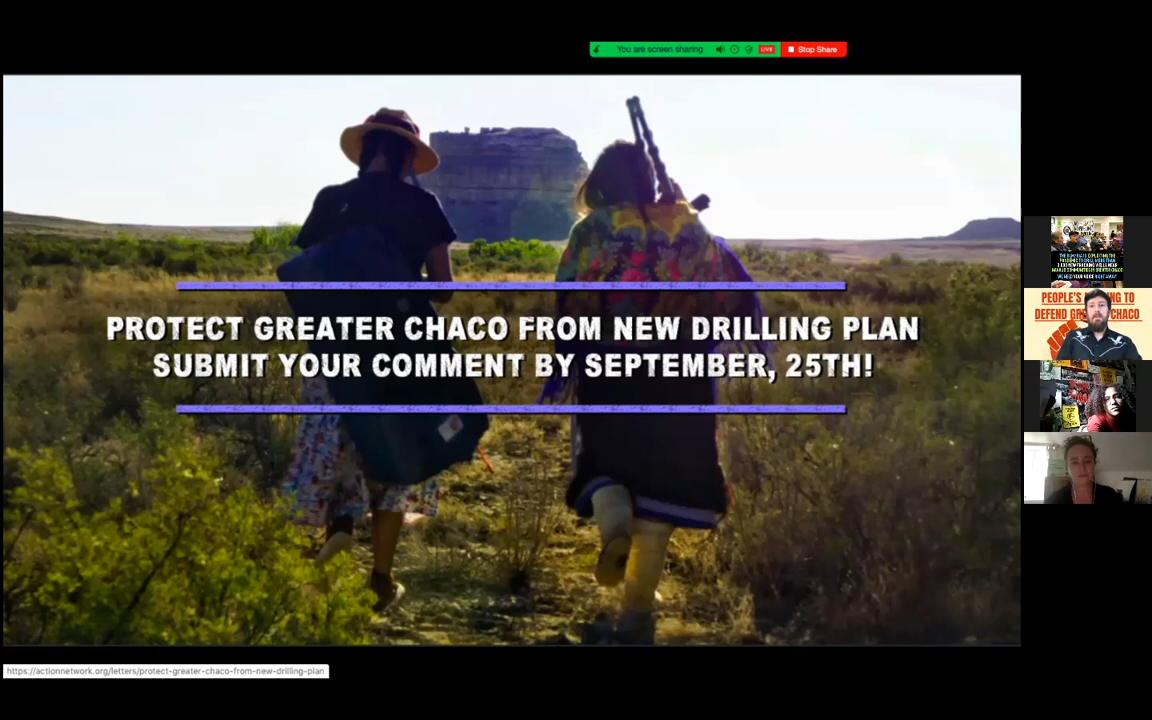 You are screen sharing
LIVE
Stop Share
PROTECT GREATER CHACO FROM NEW DRILLING PLAN
SUBMIT YOUR COMMENT BY SEPTEMBER, 25TH!
PEOPLE'S
TO
DEFEND
CHACO
https://actionnetwork.org/letters/protect-greater-chaco-from-new-drilling-plan